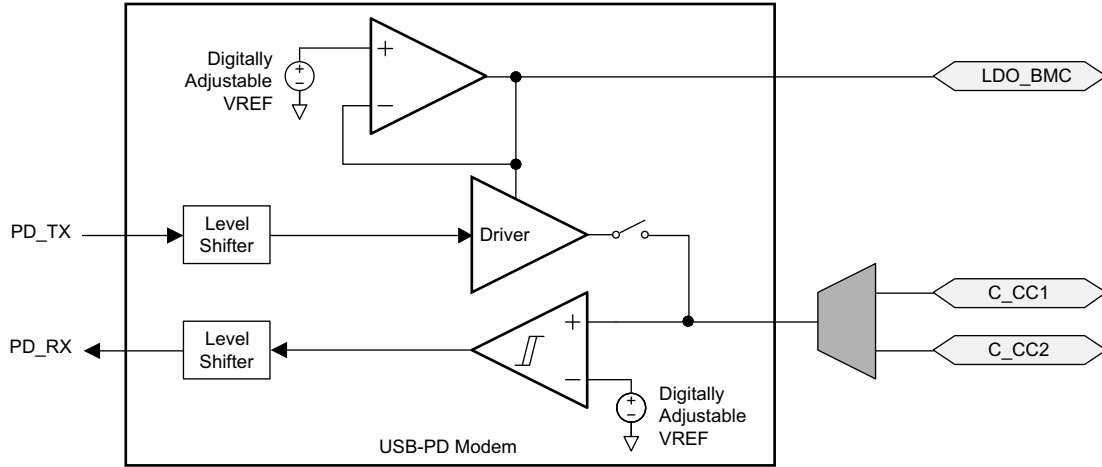 Digitally
Adjustable
VREF
+
−
+
−
LDO_BMC
PD_TX
Level
Shifter
Driver
C_CC1
C_CC2
PD_RX
Level
Shifter
+
−
+
−
Digitally
Adjustable
VREF
USB-PD Modem